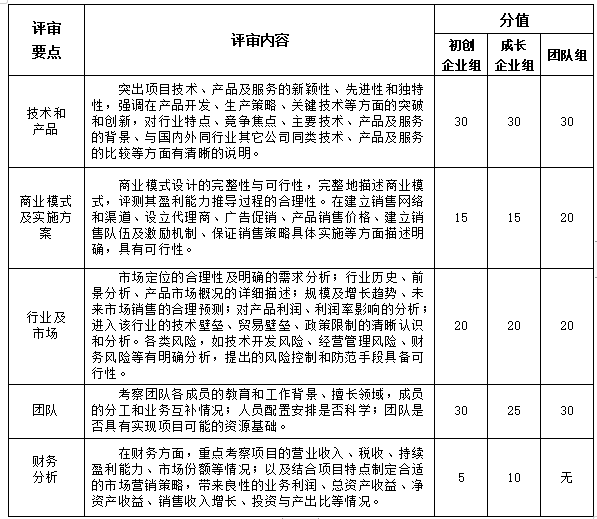 评审
要点
评审内容
分值
初创
企业组
成长
企业组
团队组
技术和
产品
突出项目技术、产品及服务的新颖性、先进性和独特
性，强调在产品开发、生产策略、关键技术等方面的突破
和创新，对行业特点、竞争焦点、主要技术、产品及服务
的背景、与国内外同行业其它公司同类技术、产品及服务
的比较等方面有清晰的说明。
30
30
30
商业模式
及实施方
案
商业模式设计的完整性与可行性，完整地描述商业模
式，评测其盈利能力推导过程的合理性。在建立销售网络
和渠道、设立代理商、广告促销、产品销售价格、建立销
售队伍及激励机制、保证销售策略具体实施等方面描述明
确，具有可行性。
15
15
20
行业及
市场
市场定位的合理性及明确的需求分析；行业历史、前
景分析、产品市场概况的详细描述；规模及增长趋势、未
来市场销售的合理预测；对产品利润、利润率影响的分析；
进入该行业的技术壁垒、贸易壁垒、政策限制的清晰认识
和分析。各类风险，如技术开发风险、经营管理风险、财
务风险等有明确分析，提出的风险控制和防范手段具备可
行性。
20
20
20
团队
考察团队各成员的教育和工作背景、擅长领域，成员
的分工和业务互补情况；人员配置安排是否科学；团队是
否具有实现项目可能的资源基础。
30
25
30
财务
分析
在财务方面，重点考察项目的营业收入、税收、持续
盈利能力、市场份额等情况；以及结合项目特点制定合适
的市场营销策略，带来良性的业务利润、总资产收益、净
资产收益、销售收入增长、投资与产出比等情况。
5
10
无